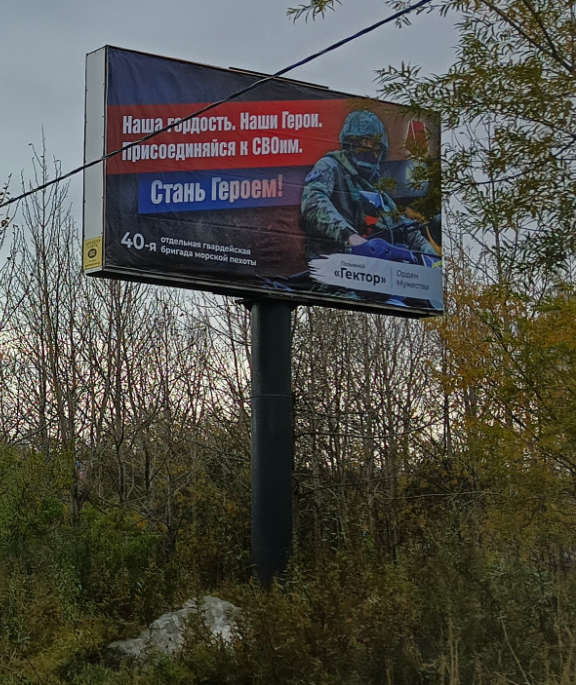 Наша гордость. Наши Герои.
присоединяйся к СВОим.
Стань Героем!
40-я отдельная гвардейская
бригада морской пехоты
Позывной
«Гектор»
Орден
Мужества